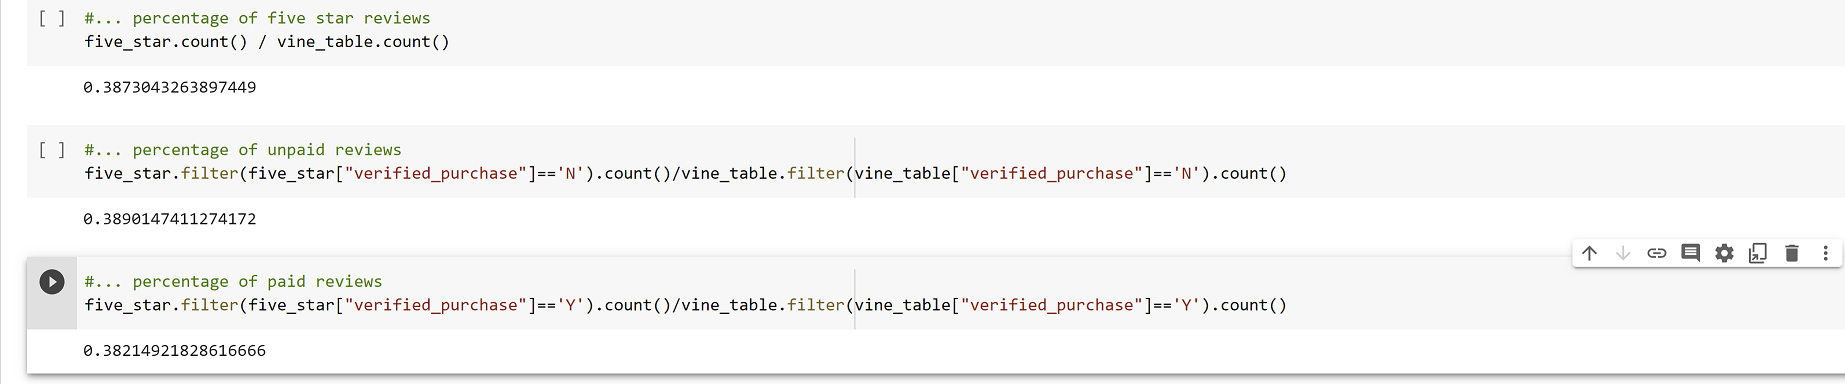 [ ] #... percentage of five star reviews
five_star.count() / vine_table.count()
0.3873043263897449
[ ] #... percentage of unpaid reviews
five_star.filter(five_star["verified_purchase"]=='N').count()/vine_table.filter(vine_table["verified_purchase"]=='N').count()
0.3890147411274172
#... percentage of paid reviews
five_star.filter(five_star["verified_purchase"]=='Y').count()/vine_table.filter(vine_table["verified_purchase"]=='Y').count()
0.38214921828616666